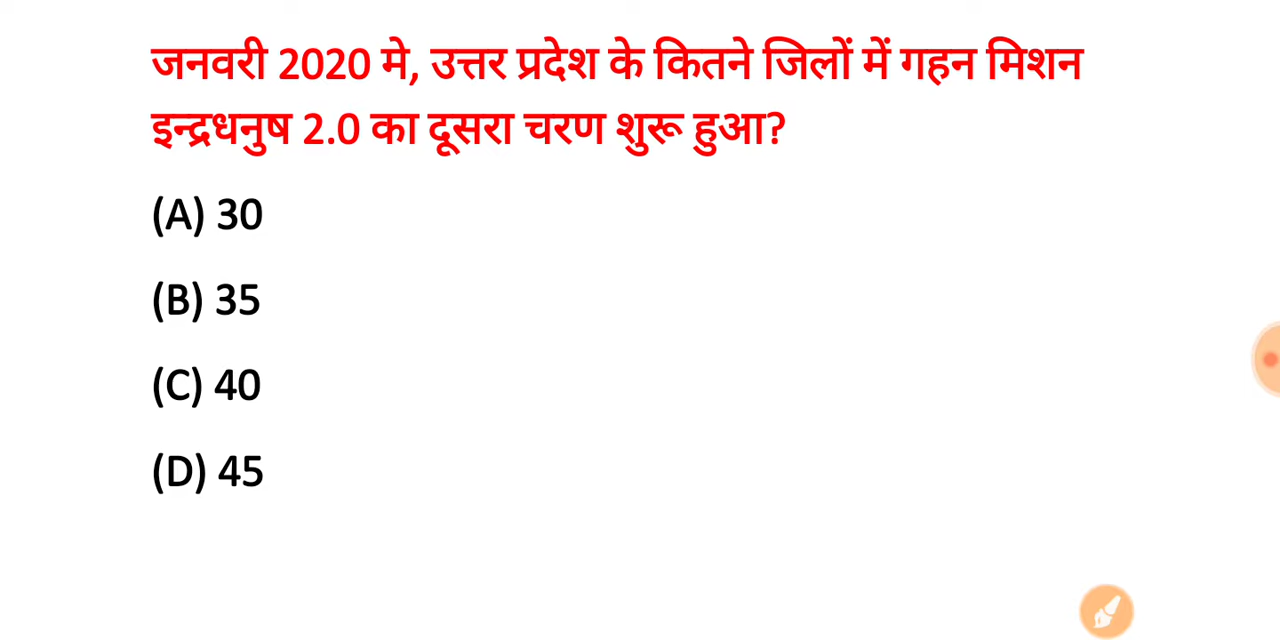 जनवरी 2020 मे, उत्तर प्रदेश के कितने जिलों में गहन मिशन
इन्द्रधनुष 2.0 का दूसरा चरण शुरू हुआ?
(A) 30
(B) 35
(C) 40
(D) 45